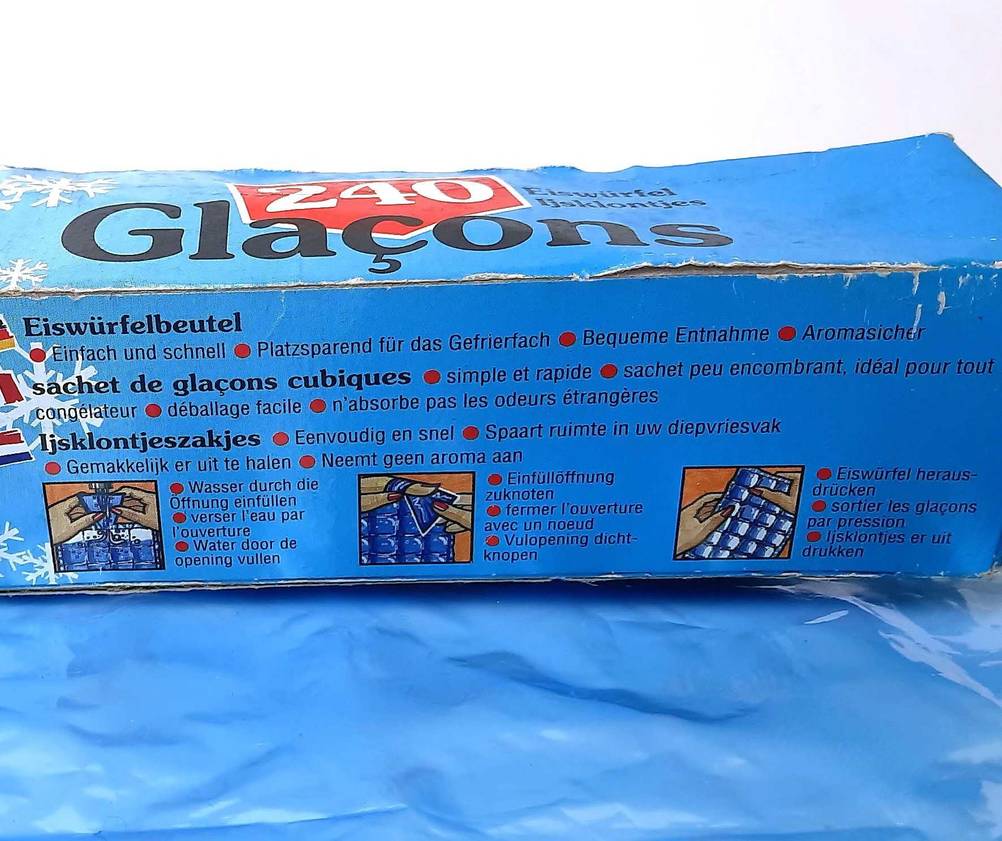 240
Eiswürfel
Ijsklontjes
Glaçons
Eiswürfelbeutel
● Einfach und schnell ● Platzsparend für das Gefrierfach ● Bequeme Entnahme ● Aromasicher
sachet de glaçons cubiques ● simple et rapide ● sachet peu encombrant, idéal pour tout
congélateur ● déballage facile ● n'absorbe pas les odeurs étrangères
Ijsklontjeszakjes ● Eenvoudig en snel ● Spaart ruimte in uw diepvriesvak
● Gemakkelijk er uit te halen ● Neemt geen aroma aan
● Wasser durch die
Öffnung einfüllen
● verser l'eau par
l'ouverture
● Water door de
opening vullen
● Einfüllöffnung
zuknoten
● fermer l'ouverture
avec un noeud
● Vulopening dicht-
knopen
● Eiswürfel heraus-
drücken
● sortier les glaçons
par pression
● Ijsklontjes er uit
drukken